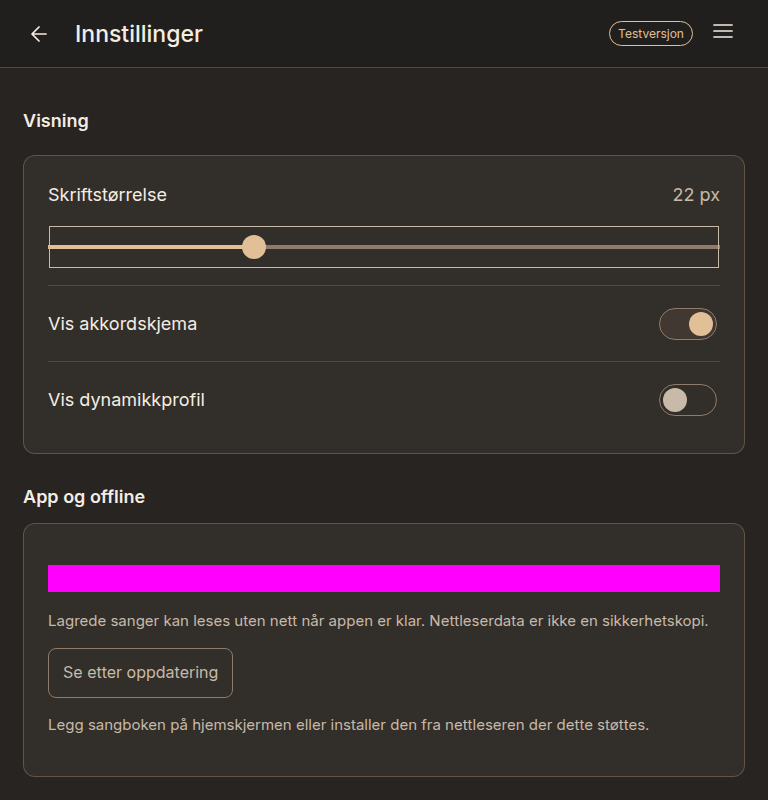 Innstillinger
Testversjon
Visning
Skriftstørrelse
22 px
Vis akkordskjema
Vis dynamikkprofil
App og offline
Lagrede sanger kan leses uten nett når appen er klar. Nettleserdata er ikke en sikkerhetskopi.
Se etter oppdatering
Legg sangboken på hjemskjermen eller installer den fra nettleseren der dette støttes.